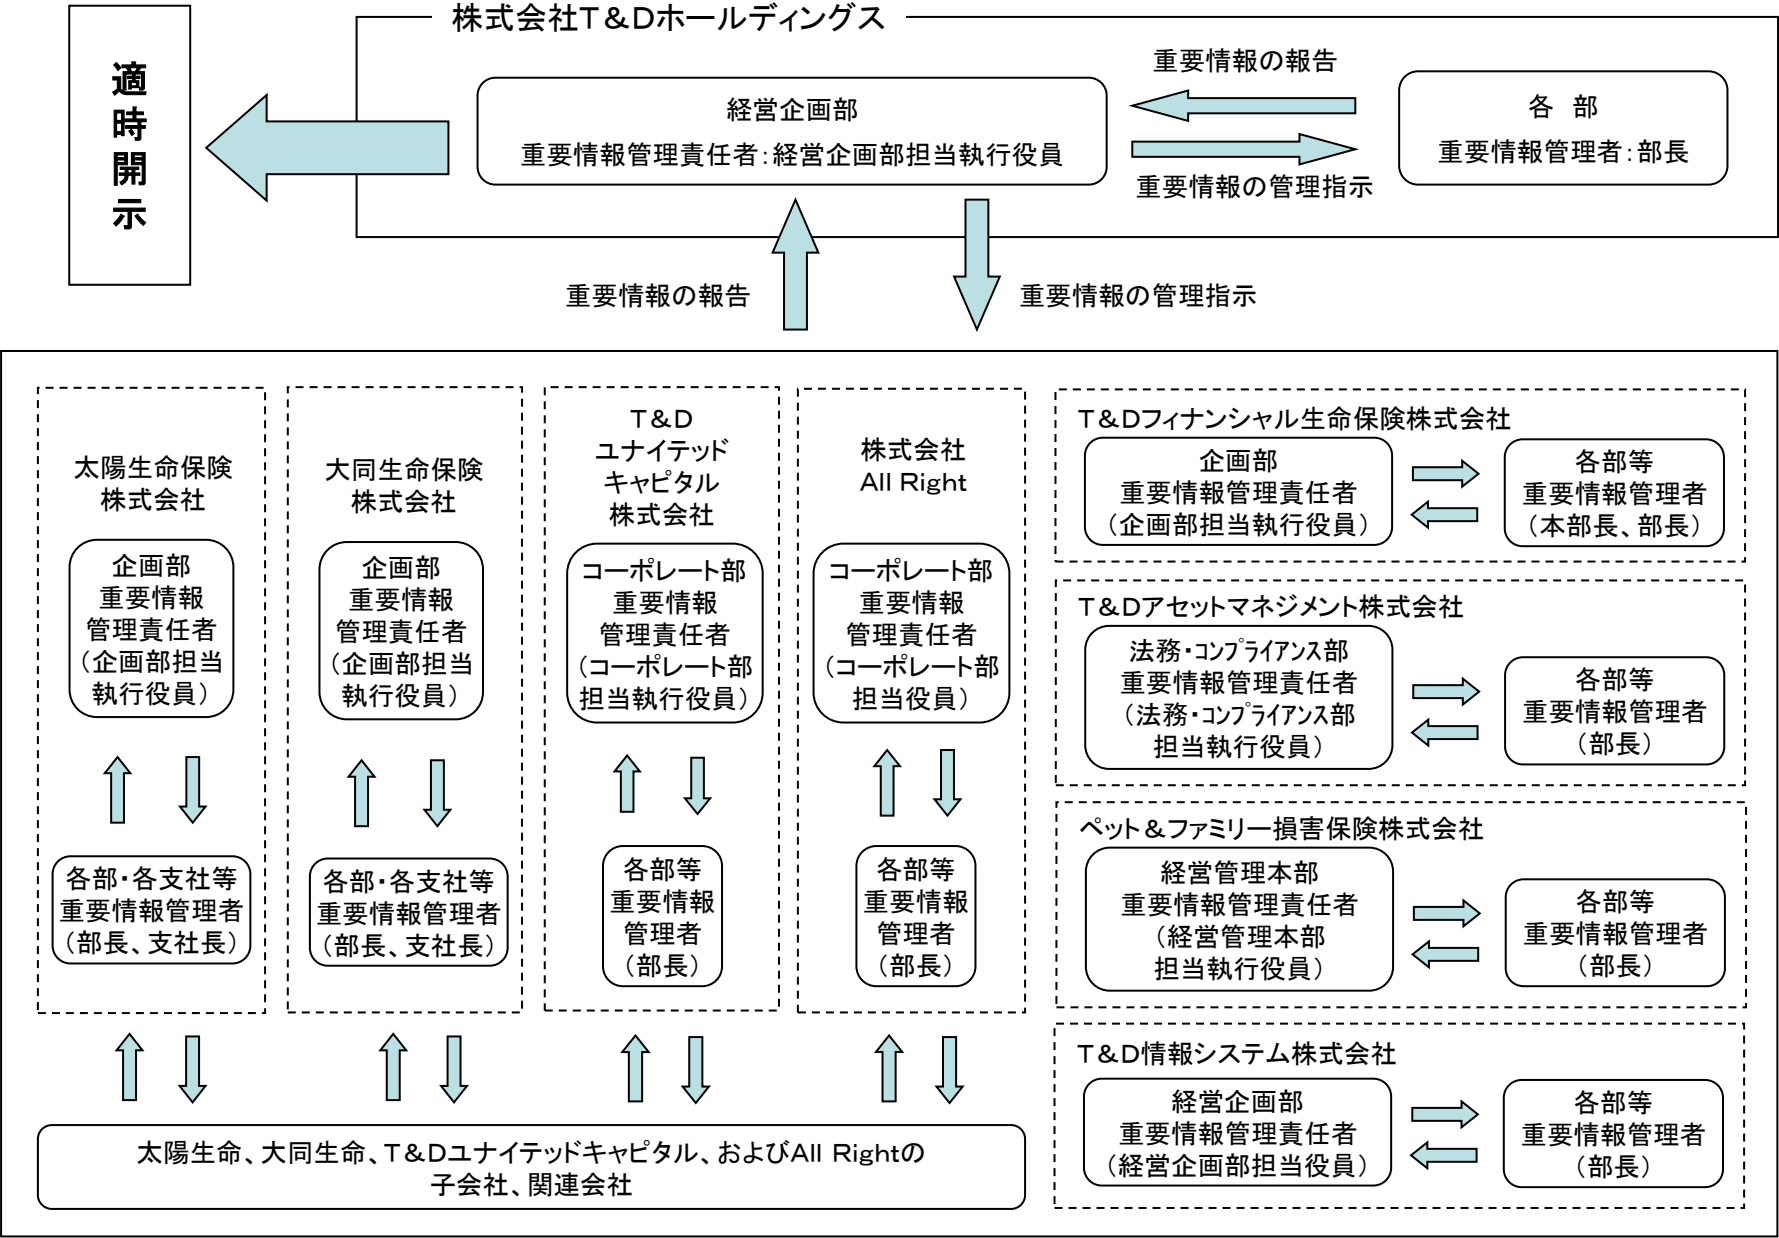 株式会社T&Dホールディングス
適時開示
経営企画部
重要情報管理責任者:経営企画部担当執行役員
重要情報の報告
重要情報の管理指示
各　部
重要情報管理者:部長
重要情報の報告
重要情報の管理指示
太陽生命保険
株式会社
企画部
重要情報
管理責任者
(企画部担当
執行役員)
各部・各支社等
重要情報管理者
(部長、支社長)
大同生命保険
株式会社
企画部
重要情報
管理責任者
(企画部担当
執行役員)
各部・各支社等
重要情報管理者
(部長、支社長)
T&D
ユナイテッド
キャピタル
株式会社
コーポレート部
重要情報
管理責任者
(コーポレート部
担当執行役員)
各部等
重要情報
管理者
(部長)
株式会社
All Right
コーポレート部
重要情報
管理責任者
(コーポレート部
担当役員)
各部等
重要情報
管理者
(部長)
太陽生命、大同生命、T&Dユナイテッドキャピタル、およびAll Rightの
子会社、関連会社
T&Dフィナンシャル生命保険株式会社
企画部
重要情報管理責任者
(企画部担当執行役員)
各部等
重要情報管理者
(本部長、部長)
T&Dアセットマネジメント株式会社
法務・コンプライアンス部
重要情報管理責任者
(法務・コンプライアンス部
担当執行役員)
各部等
重要情報管理者
(部長)
ペット&ファミリー損害保険株式会社
経営管理本部
重要情報管理責任者
(経営管理本部
担当執行役員)
各部等
重要情報管理者
(部長)
T&D情報システム株式会社
経営企画部
重要情報管理責任者
(経営企画部担当役員)
各部等
重要情報管理者
(部長)